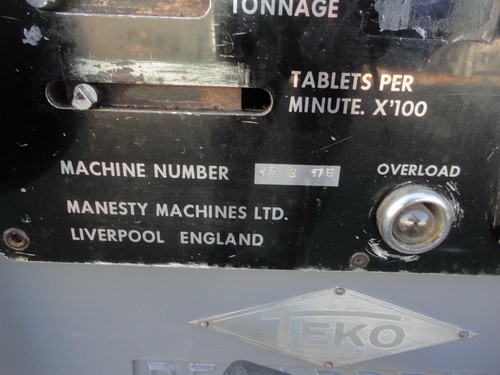 TONNAGE
TABLETS PER
MINUTE. X'100
MACHINE NUMBER
OVERLOAD
MANESTY MACHINES LTD.
LIVERPOOL ENGLAND
TEKO